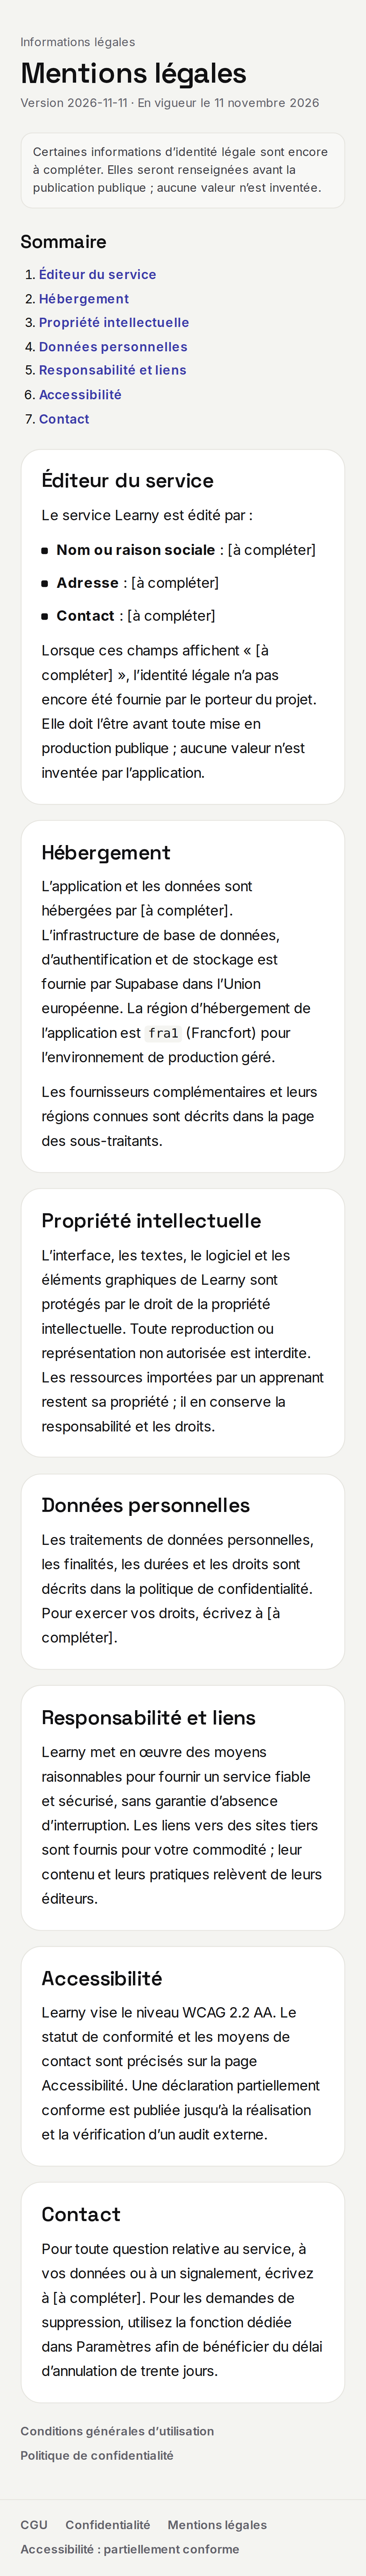 Informations légales
Mentions légales
Version 2026-11-11 · En vigueur le 11 novembre 2026
Certaines informations d’identité légale sont encore
à compléter. Elles seront renseignées avant la
publication publique ; aucune valeur n’est inventée.
Sommaire
1. Éditeur du service
2. Hébergement
3. Propriété intellectuelle
4. Données personnelles
5. Responsabilité et liens
6. Accessibilité
7. Contact
Éditeur du service
Le service Learny est édité par :
Nom ou raison sociale : [à compléter]
Adresse : [à compléter]
Contact : [à compléter]
Lorsque ces champs affichent « [à
compléter] », l’identité légale n’a pas
encore été fournie par le porteur du projet.
Elle doit l’être avant toute mise en
production publique ; aucune valeur n’est
inventée par l’application.
Hébergement
L’application et les données sont
hébergées par [à compléter].
L’infrastructure de base de données,
d’authentification et de stockage est
fournie par Supabase dans l’Union
européenne. La région d’hébergement de
l’application est fra1 (Francfort) pour
l’environnement de production géré.
Les fournisseurs complémentaires et leurs
régions connues sont décrits dans la page
des sous-traitants.
Propriété intellectuelle
L’interface, les textes, le logiciel et les
éléments graphiques de Learny sont
protégés par le droit de la propriété
intellectuelle. Toute reproduction ou
représentation non autorisée est interdite.
Les ressources importées par un apprenant
restent sa propriété ; il en conserve la
responsabilité et les droits.
Données personnelles
Les traitements de données personnelles,
les finalités, les durées et les droits sont
décrits dans la politique de confidentialité.
Pour exercer vos droits, écrivez à [à
compléter].
Responsabilité et liens
Learny met en œuvre des moyens
raisonnables pour fournir un service fiable
et sécurisé, sans garantie d’absence
d’interruption. Les liens vers des sites tiers
sont fournis pour votre commodité ; leur
contenu et leurs pratiques relèvent de leurs
éditeurs.
Accessibilité
Learny vise le niveau WCAG 2.2 AA. Le
statut de conformité et les moyens de
contact sont précisés sur la page
Accessibilité. Une déclaration partiellement
conforme est publiée jusqu’à la réalisation
et la vérification d’un audit externe.
Contact
Pour toute question relative au service, à
vos données ou à un signalement, écrivez
à [à compléter]. Pour les demandes de
suppression, utilisez la fonction dédiée
dans Paramètres afin de bénéficier du délai
d’annulation de trente jours.
Conditions générales d’utilisation
Politique de confidentialité
CGU Confidentialité Mentions légales
Accessibilité : partiellement conforme